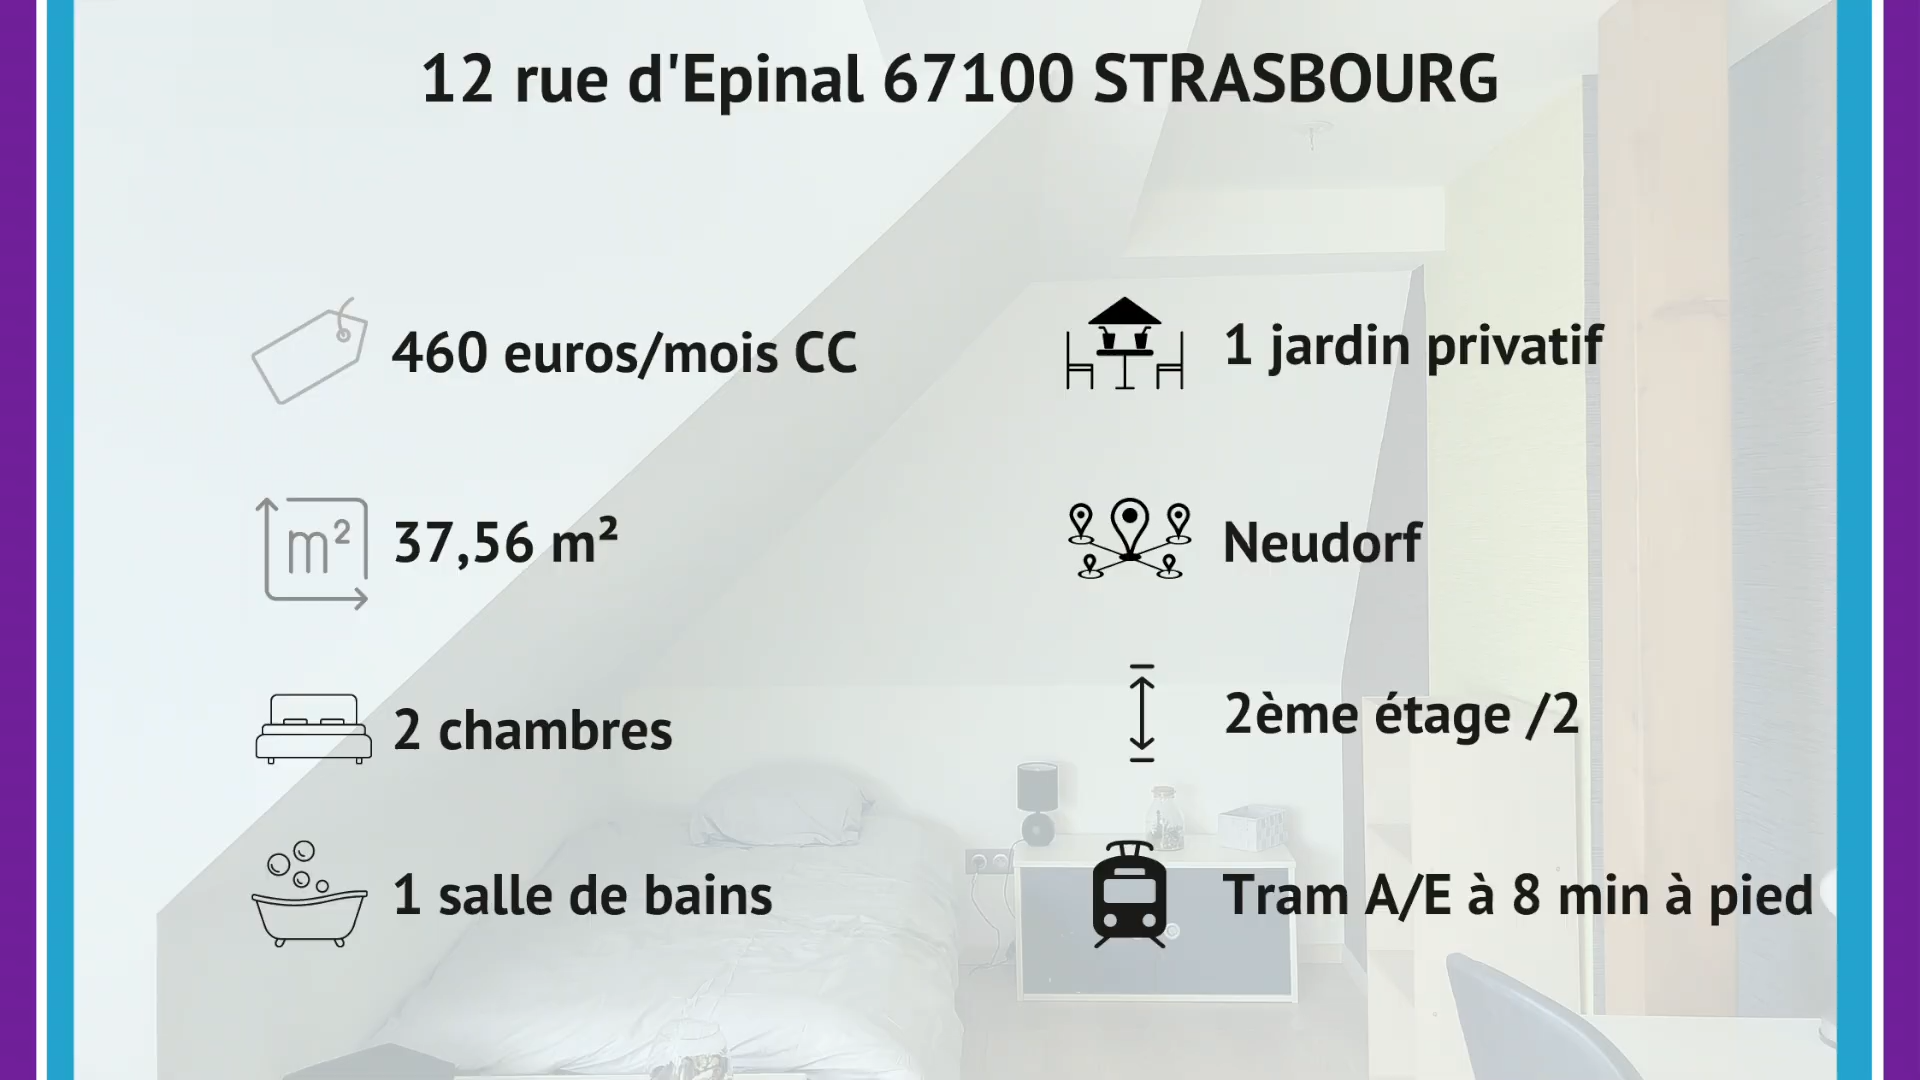 12 rue d'Epinal 67100 STRASBOURG
460 euros/mois CC
m²
37,56 m²
2 chambres
1 salle de bains
1 jardin privatif
Neudorf
2ème étage /2
Tram A/E à 8 min à pied